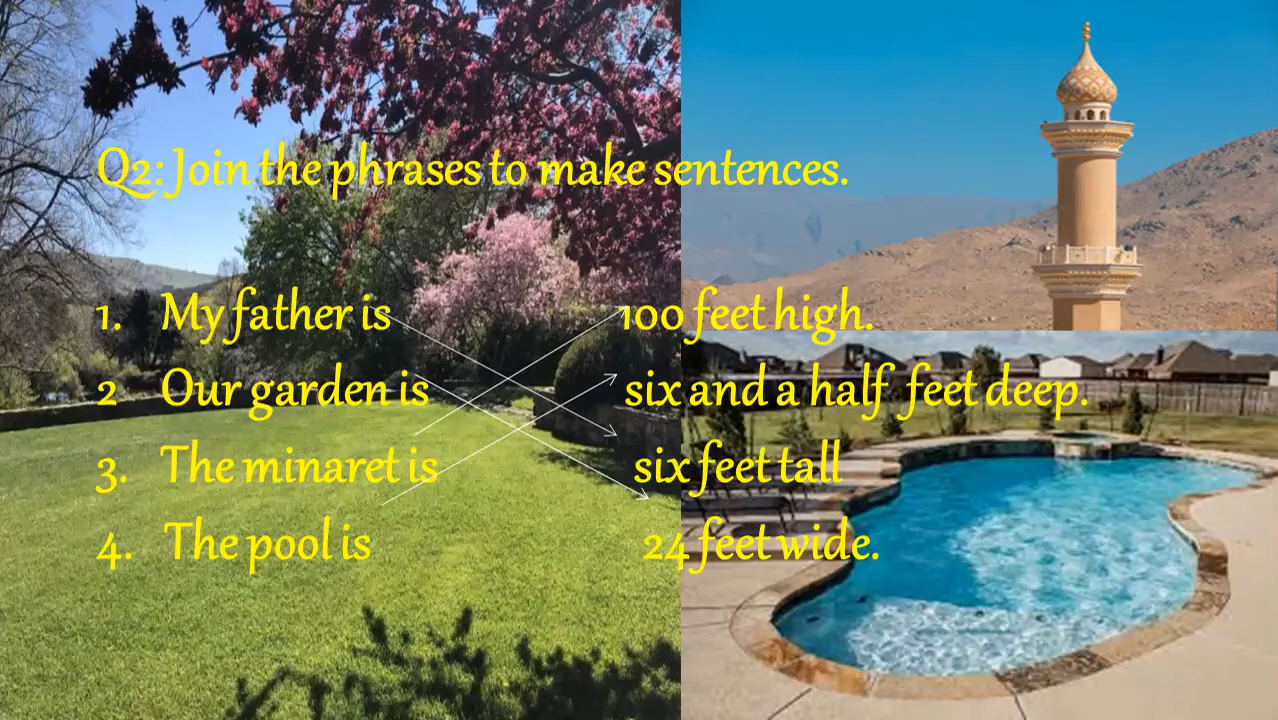 Q2: Join the phrases to make sentences.
1. My father is 100 feet high.
2 Our garden is six and a half feet deep.
3. The minaret is six feet tall
4. The pool is 24 feet wide.